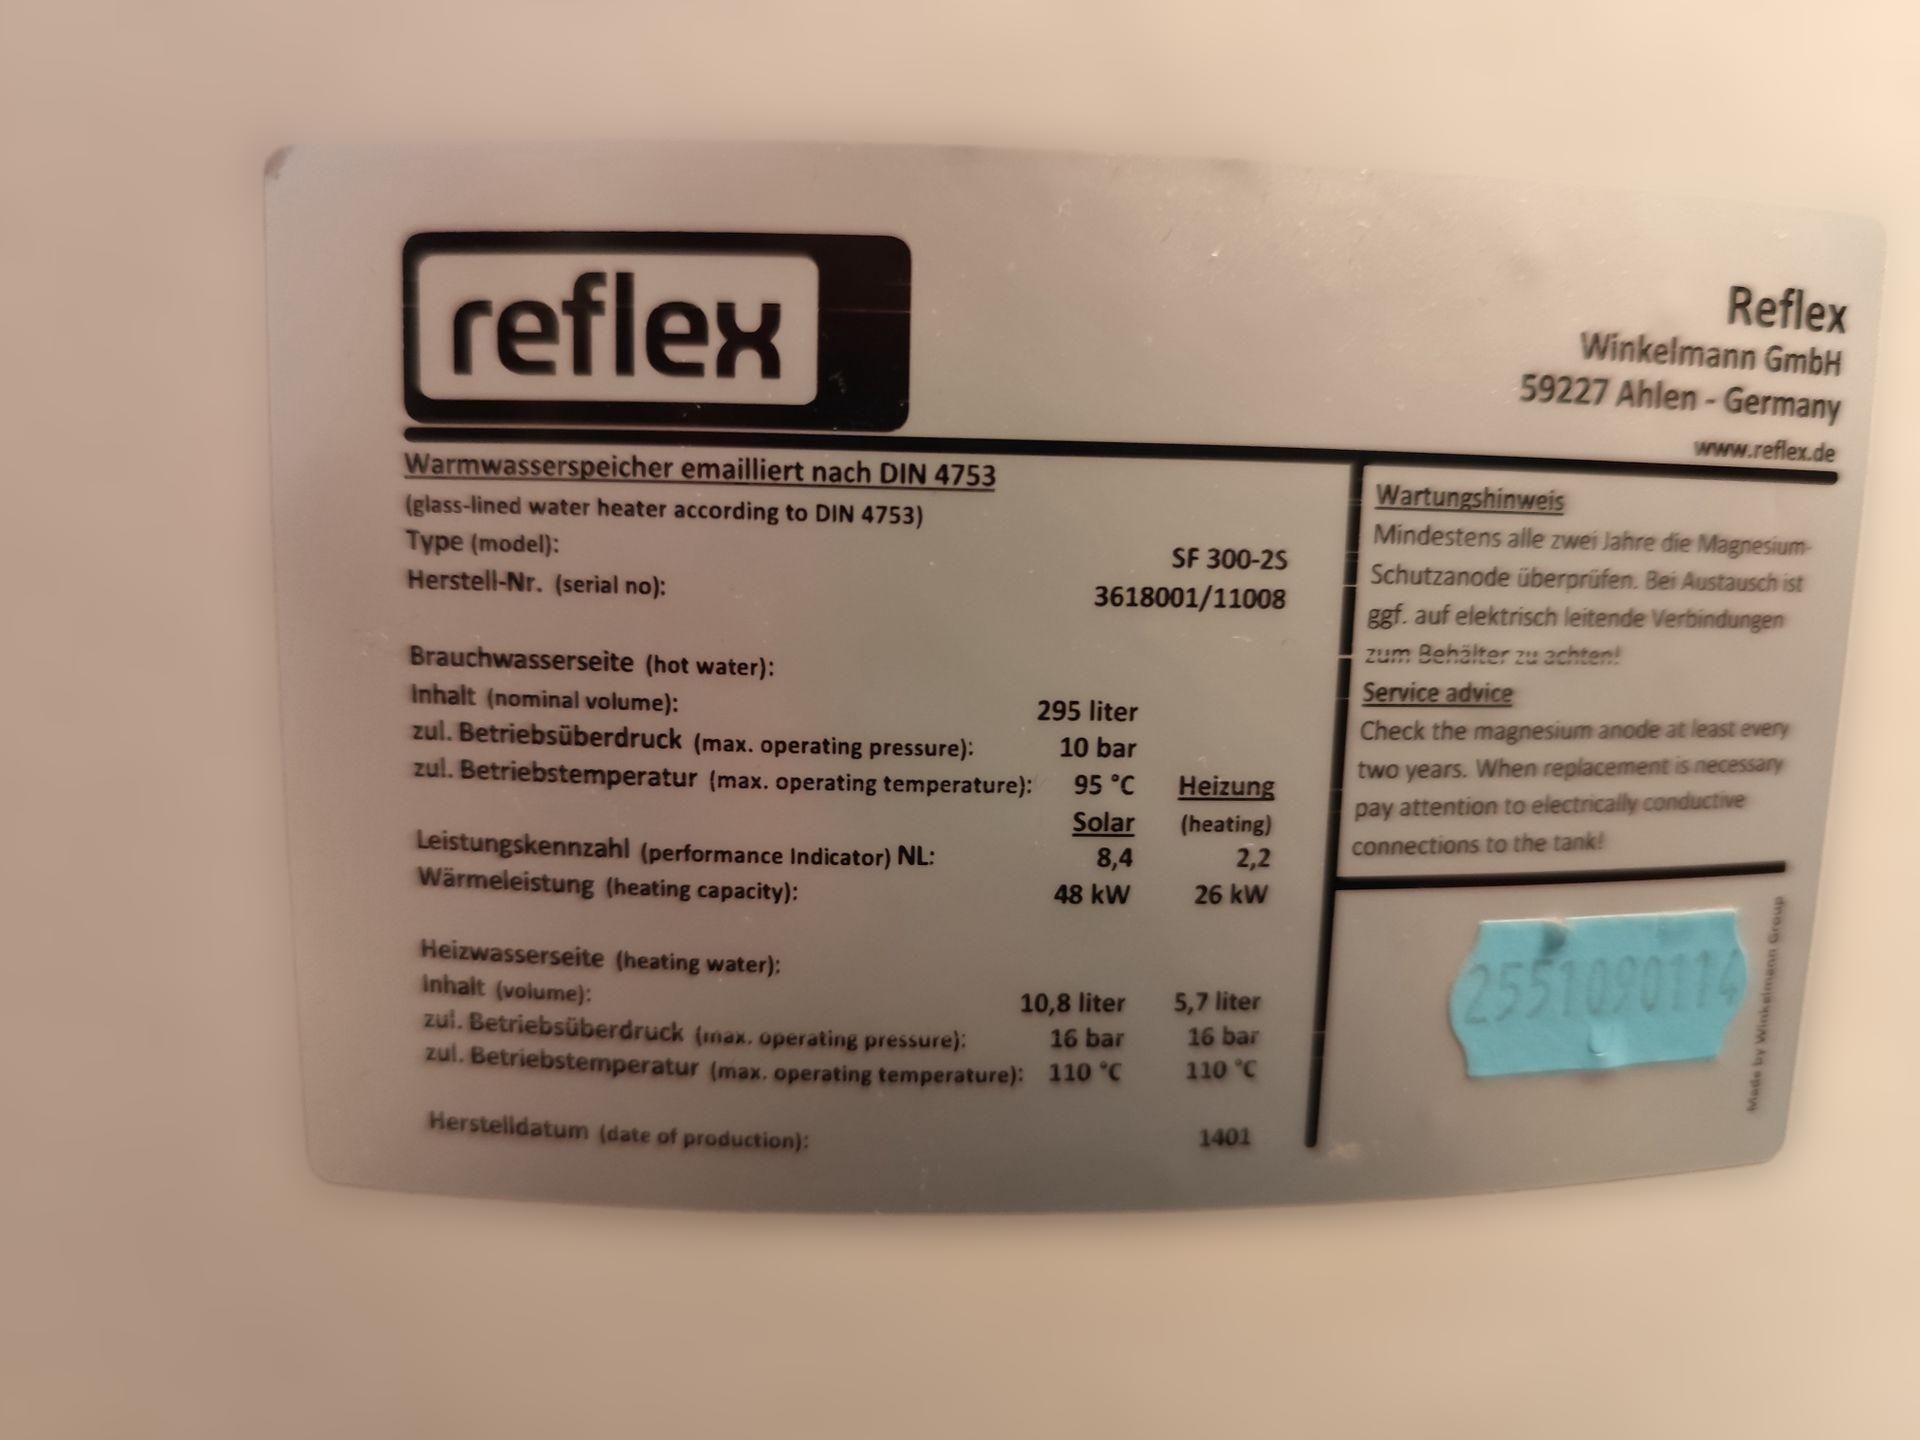 reflex
Reflex
Winkelmann GmbH
59227 Ahlen - Germany
www.reflex.de
Warmwasserspeicher emailliert nach DIN 4753
(glass-lined water heater according to DIN 4753)
Type (model): SF 300-2S
Herstell-Nr. (serial no): 3618001/11008
Brauchwasserseite (hot water):
Inhalt (nominal volume): 295 liter
zul. Betriebsüberdruck (max. operating pressure): 10 bar
zul. Betriebstemperatur (max. operating temperature): 95 °C
Solar Heizung
(heating)
Leistungskennzahl (performance Indicator) NL: 8,4 2,2
Wärmeleistung (heating capacity): 48 kW 26 kW
Heizwasserseite (heating water):
Inhalt (volume): 10,8 liter 5,7 liter
zul. Betriebsüberdruck (max. operating pressure): 16 bar 16 bar
zul. Betriebstemperatur (max. operating temperature): 110 °C 110 °C
Herstelldatum (date of production): 1401
Wartungshinweis
Mindestens alle zwei Jahre die Magnesium-
Schutzanode überprüfen. Bei Austausch ist
ggf. auf elektrisch leitende Verbindungen
zum Behälter zu achten!
Service advice
Check the magnesium anode at least every
two years. When replacement is necessary
pay attention to electrically conductive
connections to the tank!
2551090114
Made by Winkelmann Group